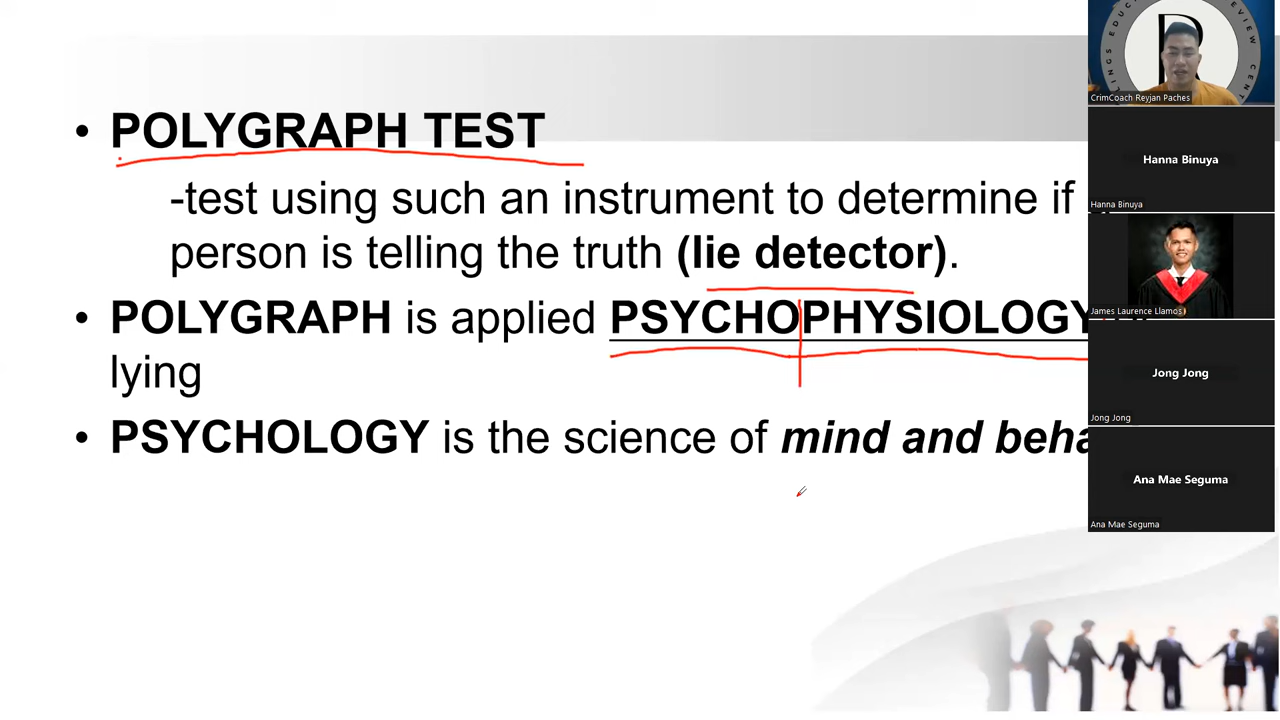 • POLYGRAPH TEST
-test using such an instrument to determine if
person is telling the truth (lie detector).
• POLYGRAPH is applied PSYCHOPHYSIOLOGY
lying
• PSYCHOLOGY is the science of mind and beha
CrimCoach Reyjan Paches
Hanna Binuya
Hanna Binuya
James Laurence Llamos
Jong Jong
Jong Jong
Ana Mae Seguma
Ana Mae Seguma